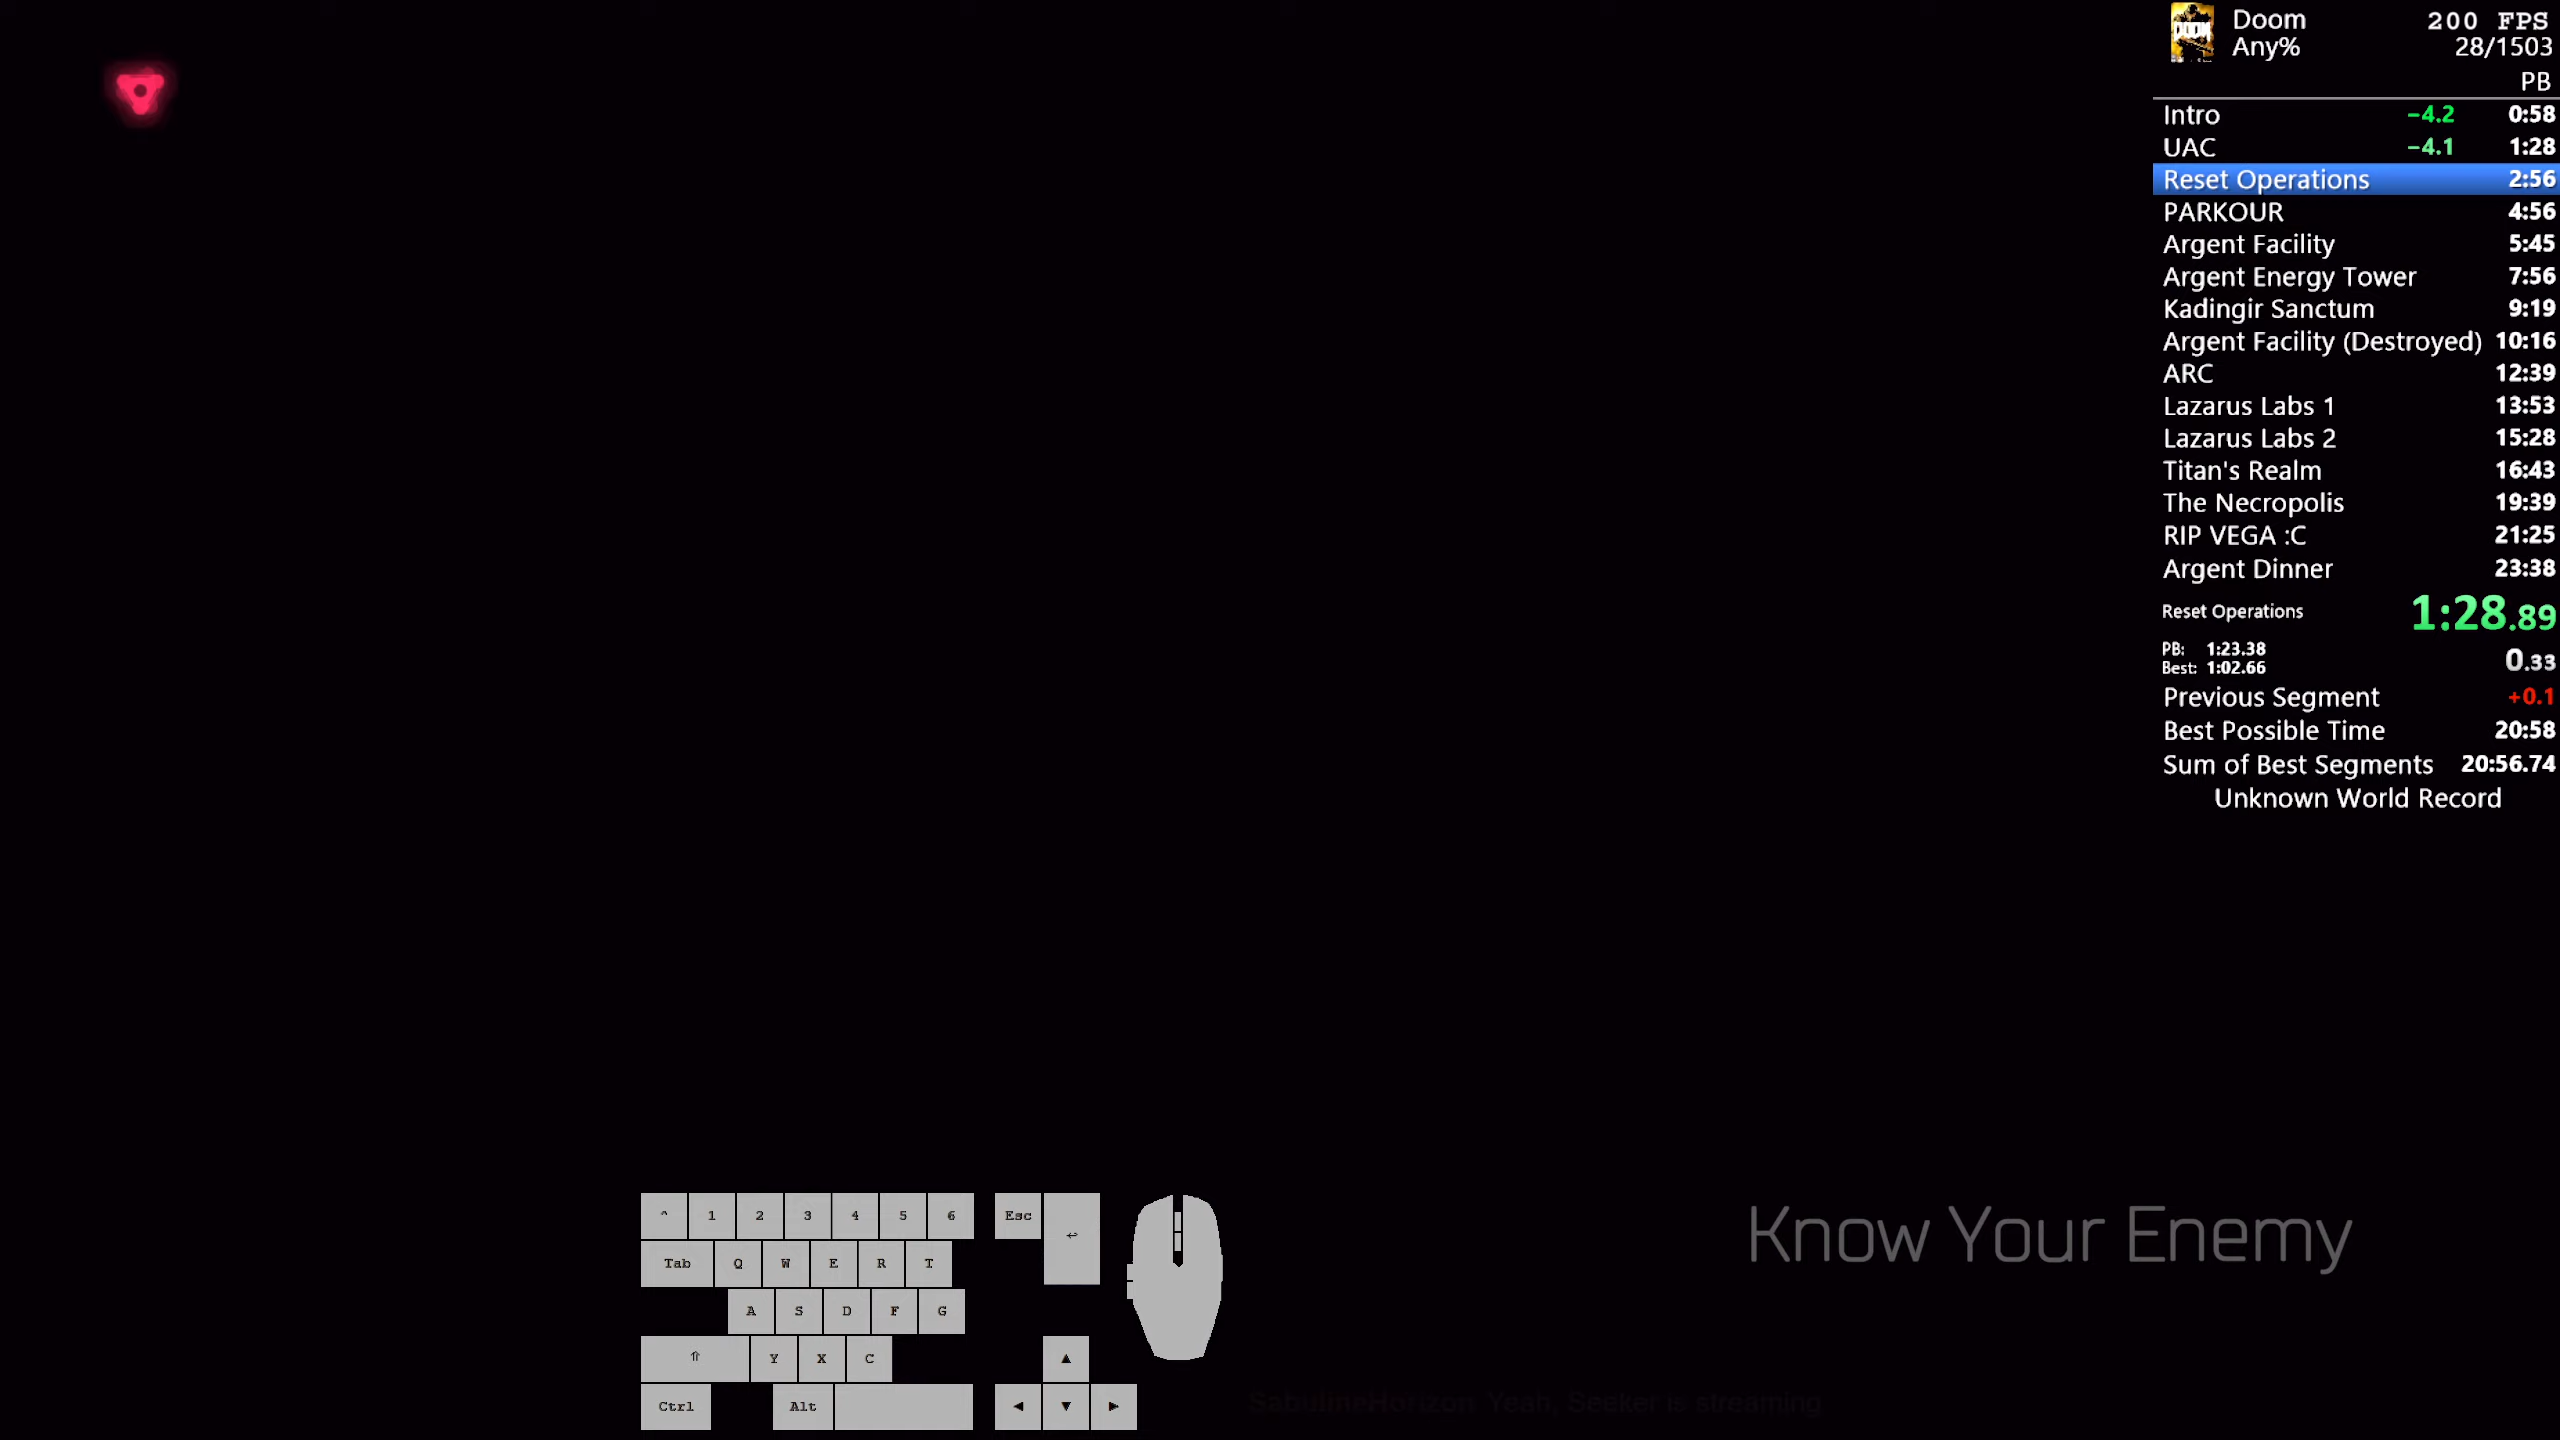 Doom 200 FPS
Any% 28/1503
PB
Intro −4.2 0:58
UAC −4.1 1:28
Reset Operations 2:56
PARKOUR 4:56
Argent Facility 5:45
Argent Energy Tower 7:56
Kadingir Sanctum 9:19
Argent Facility (Destroyed) 10:16
ARC 12:39
Lazarus Labs 1 13:53
Lazarus Labs 2 15:28
Titan's Realm 16:43
The Necropolis 19:39
RIP VEGA :C 21:25
Argent Dinner 23:38
Reset Operations 1:28.89
PB: 1:23.38 0.33
Best: 1:02.66
Previous Segment +0.1
Best Possible Time 20:58
Sum of Best Segments 20:56.74
Unknown World Record
^ 1 2 3 4 5 6 Esc ↩
Tab Q W E R T
A S D F G
⇑ Y X C ▲
Ctrl Alt ◄ ▼ ►
Know Your Enemy
SabulineHorizon Yeah, Seeker is streaming